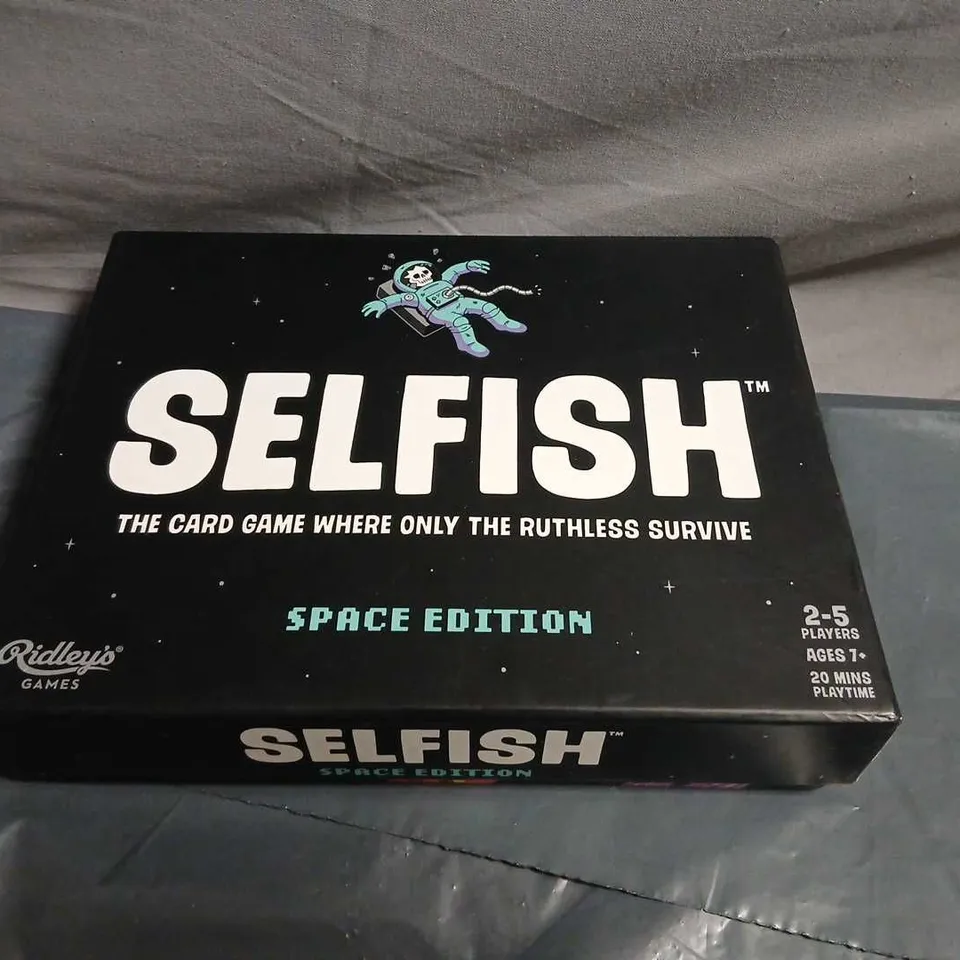 SELFISH™
THE CARD GAME WHERE ONLY THE RUTHLESS SURVIVE
SPACE EDITION
Ridley's®
GAMES
2-5
PLAYERS
AGES 7+
20 MINS
PLAYTIME
SELFISH™
SPACE EDITION